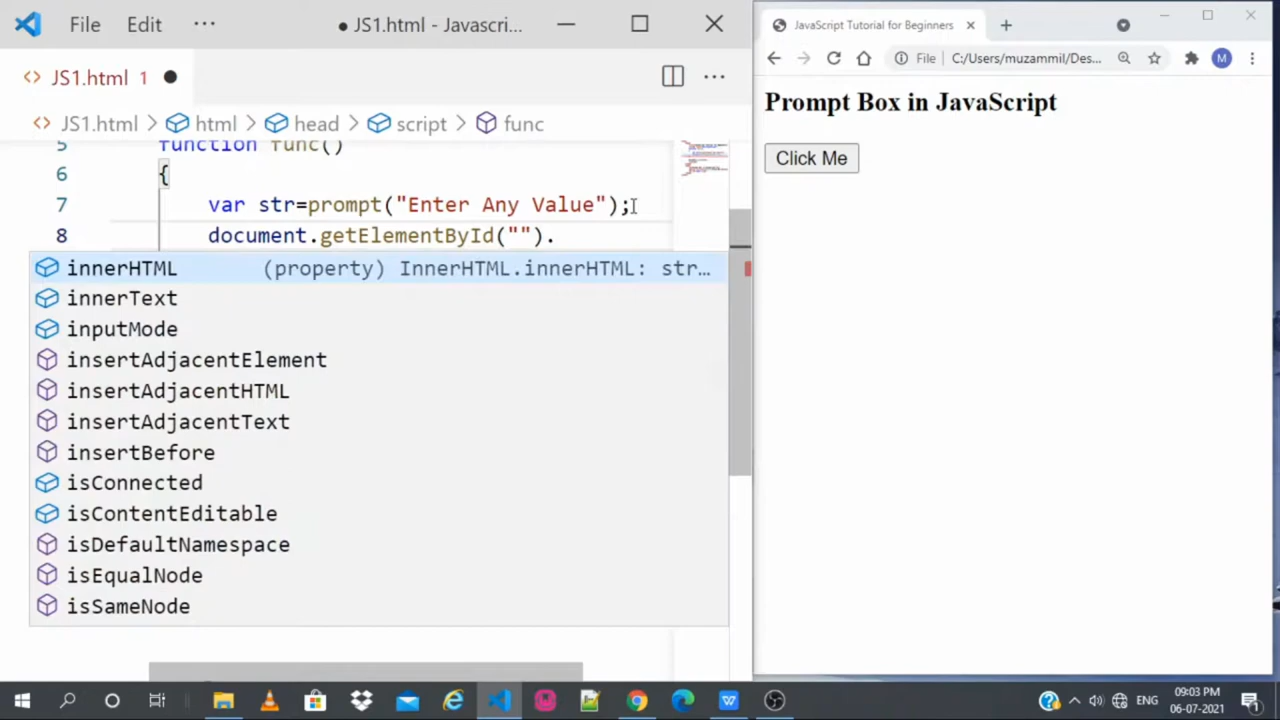 File Edit ··· ● JS1.html - Javascri...
JS1.html 1 ●
JS1.html > html > head > script > func
5 function func()
6 {
7 var str=prompt("Enter Any Value");
8 document.getElementById("").
innerHTML (property) InnerHTML.innerHTML: str…
innerText
inputMode
insertAdjacentElement
insertAdjacentHTML
insertAdjacentText
insertBefore
isConnected
isContentEditable
isDefaultNamespace
isEqualNode
isSameNode
JavaScript Tutorial for Beginners
File C:/Users/muzammil/Des...
M
Prompt Box in JavaScript
Click Me
ENG
09:03 PM
06-07-2021
1